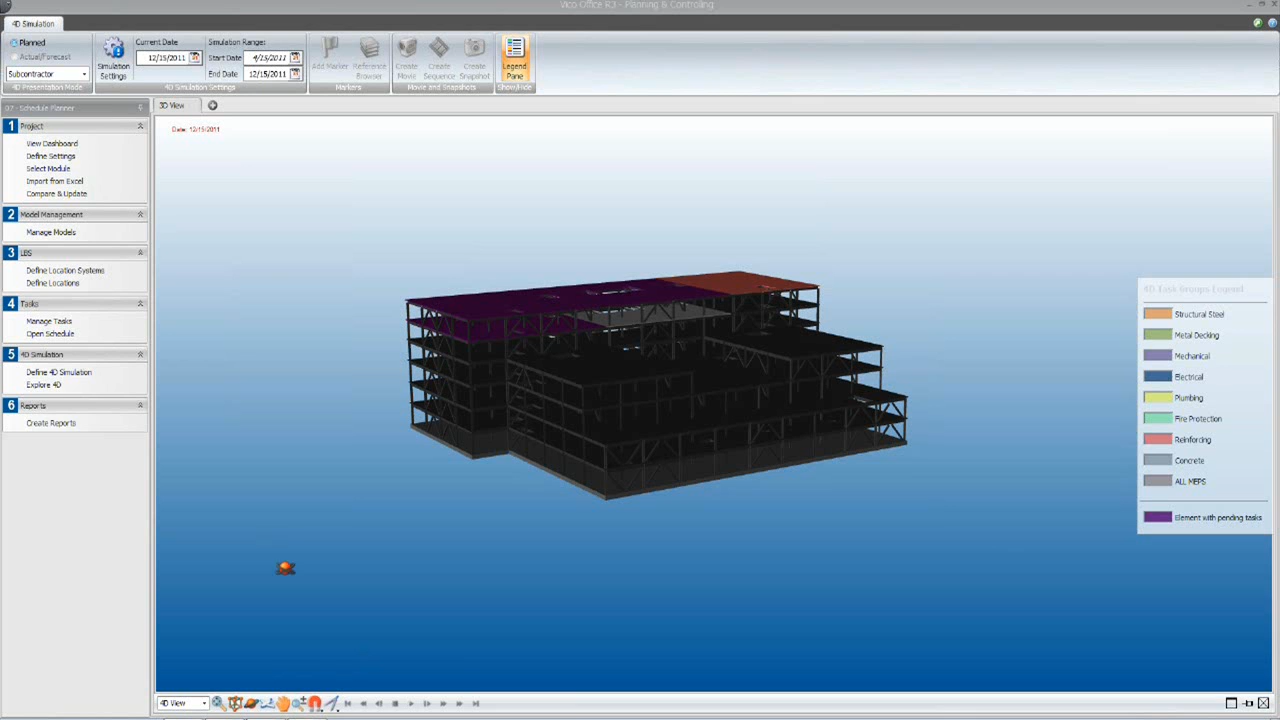 Vico Office R3 - Planning & Controlling
4D Simulation
Planned
Actual/Forecast
Subcontractor
4D Presentation Mode
Simulation Settings
Current Date
12/15/2011
Simulation Range:
Start Date 4/15/2011
End Date 12/15/2011
4D Simulation Settings
Add Marker
Reference Browser
Markers
Create Movie
Create Sequence
Create Snapshot
Movie and Snapshots
Legend Pane
Show/Hide
07 - Schedule Planner
3D View
1 Project
View Dashboard
Define Settings
Select Module
Import from Excel
Compare & Update
2 Model Management
Manage Models
3 LBS
Define Location Systems
Define Locations
4 Tasks
Manage Tasks
Open Schedule
5 4D Simulation
Define 4D Simulation
Explore 4D
6 Reports
Create Reports
Date: 12/15/2011
4D Task Groups Legend
Structural Steel
Metal Decking
Mechanical
Electrical
Plumbing
Fire Protection
Reinforcing
Concrete
ALL MEPS
Element with pending tasks
4D View